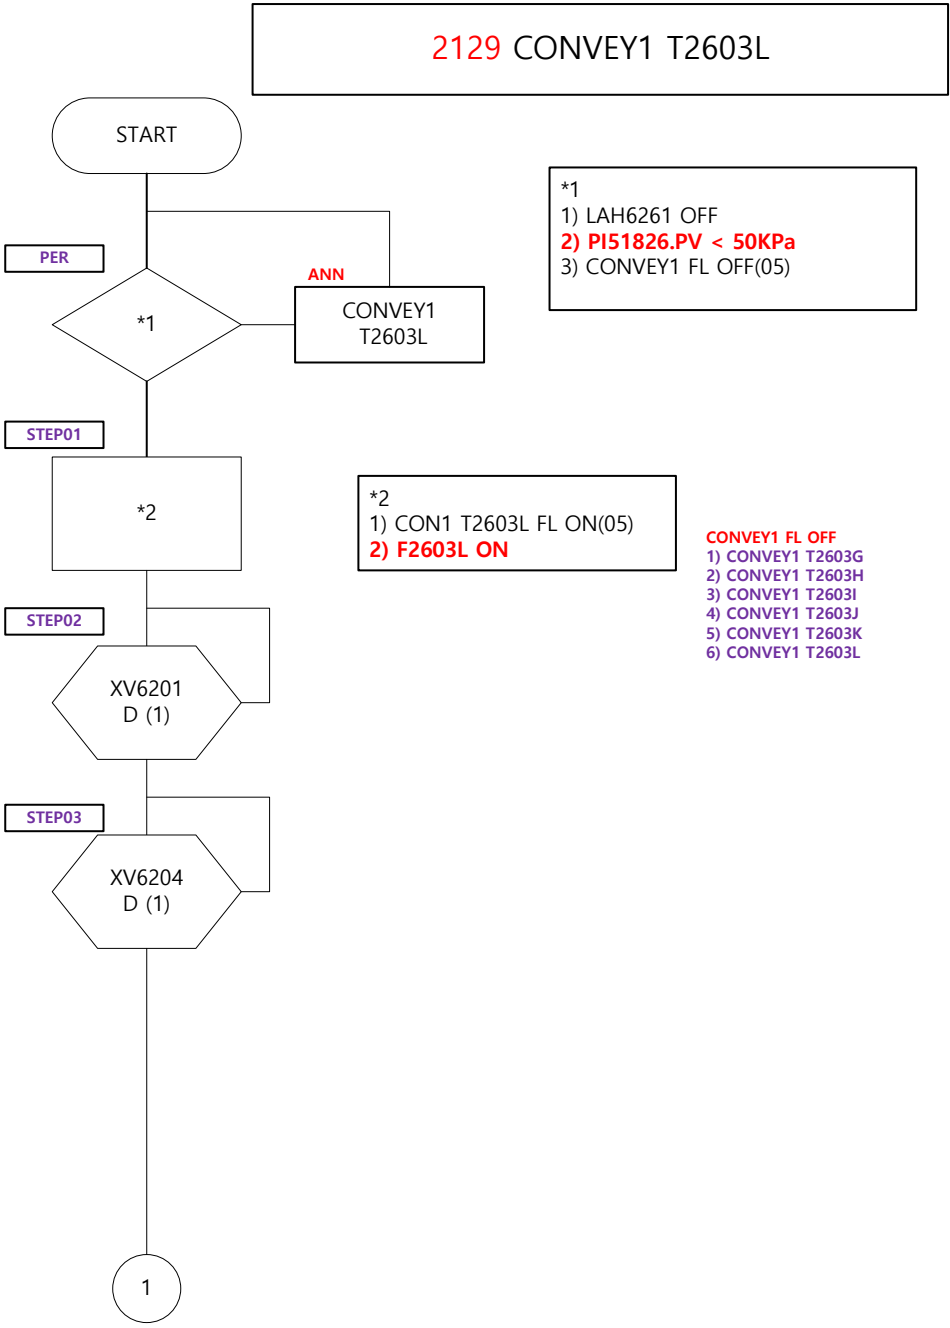 2129 CONVEY1 T2603L
START
*1
1) LAH6261 OFF
2) PI51826.PV < 50KPa
3) CONVEY1 FL OFF(05)
PER
ANN
*1
CONVEY1
T2603L
STEP01
*2
*2
1) CON1 T2603L FL ON(05)
2) F2603L ON
CONVEY1 FL OFF
1) CONVEY1 T2603G
2) CONVEY1 T2603H
3) CONVEY1 T2603I
4) CONVEY1 T2603J
5) CONVEY1 T2603K
6) CONVEY1 T2603L
STEP02
XV6201
D (1)
STEP03
XV6204
D (1)
1